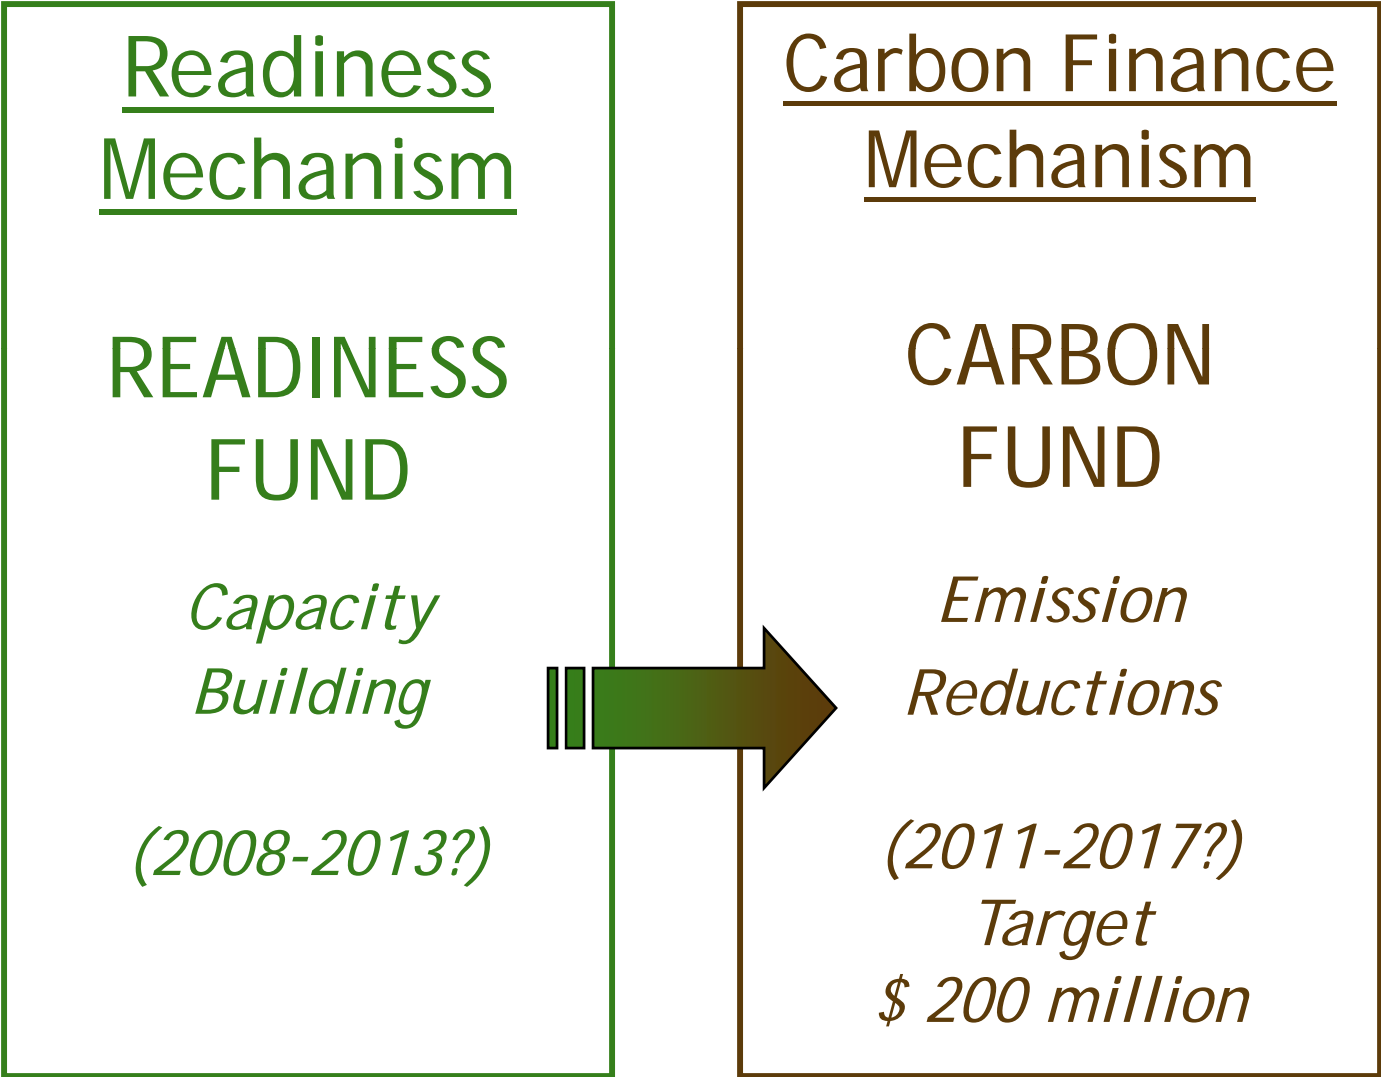 Readiness
Mechanism
READINESS
FUND
Capacity
Building
(2008-2013?)
Carbon Finance
Mechanism
CARBON
FUND
Emission
Reductions
(2011-2017?)
Target
$ 200 million